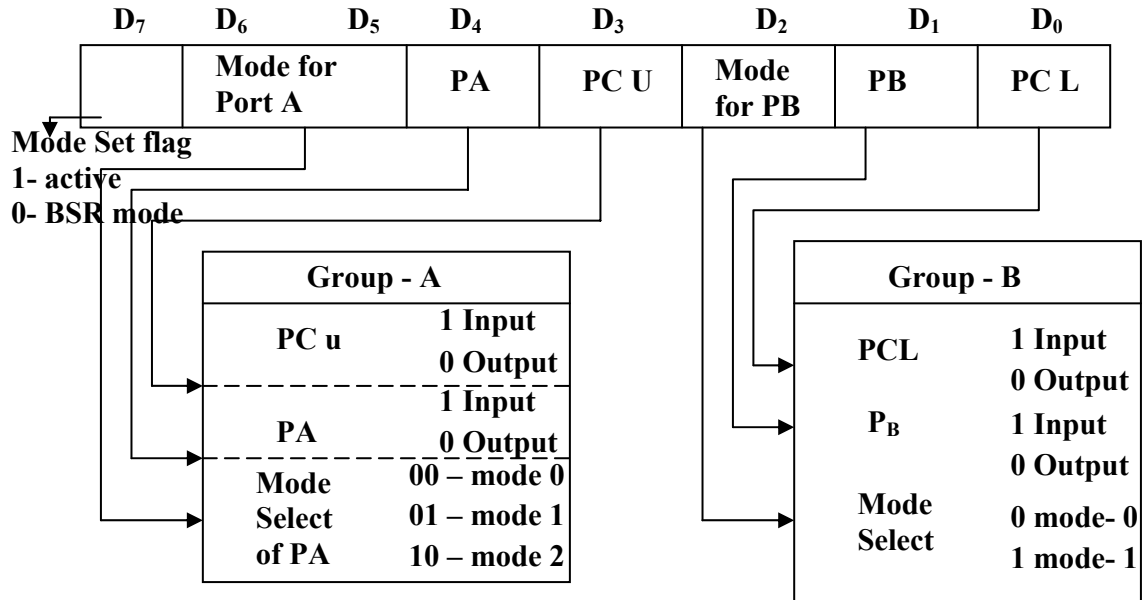 D7 D6 D5 D4 D3 D2 D1 D0
Mode for
Port A
PA
PC U
Mode
for PB
PB
PC L
Mode Set flag
1- active
0- BSR mode
Group - A
PC u
1 Input
0 Output
PA
1 Input
0 Output
Mode
Select
of PA
00 – mode 0
01 – mode 1
10 – mode 2
Group - B
PCL
1 Input
0 Output
PB
1 Input
0 Output
Mode
Select
0 mode- 0
1 mode- 1